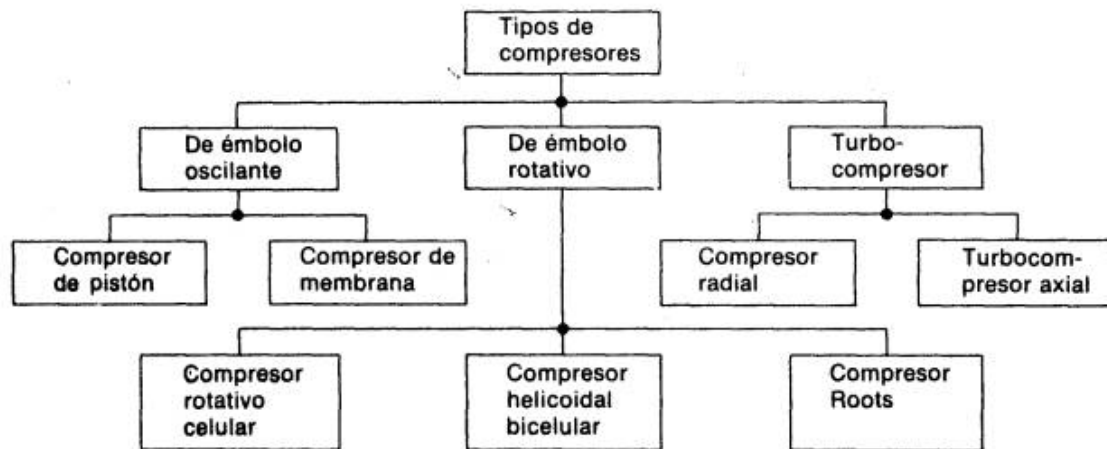 Tipos de
compresores
De émbolo
oscilante
De émbolo
rotativo
Turbo-
compresor
Compresor
de pistón
Compresor de
membrana
Compresor
radial
Turbocom-
presor axial
Compresor
rotativo
celular
Compresor
helicoidal
bicelular
Compresor
Roots